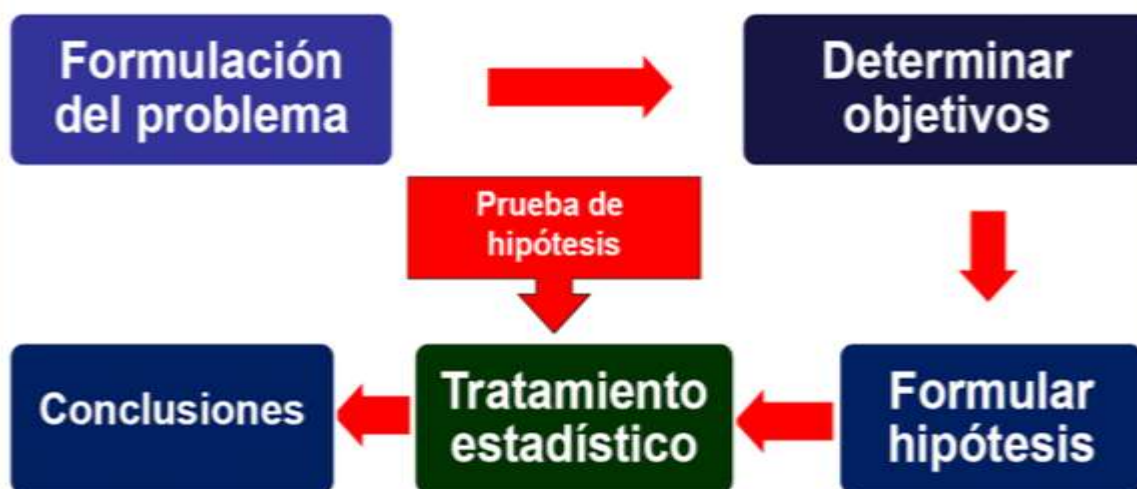 Formulación
del problema
Determinar
objetivos
Prueba de
hipótesis
Formular
hipótesis
Tratamiento
estadístico
Conclusiones